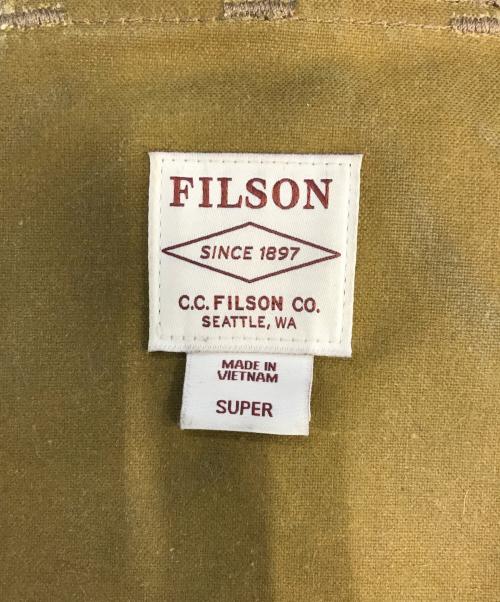 FILSON
SINCE 1897
C.C. FILSON CO.
SEATTLE, WA
MADE IN
VIETNAM
SUPER